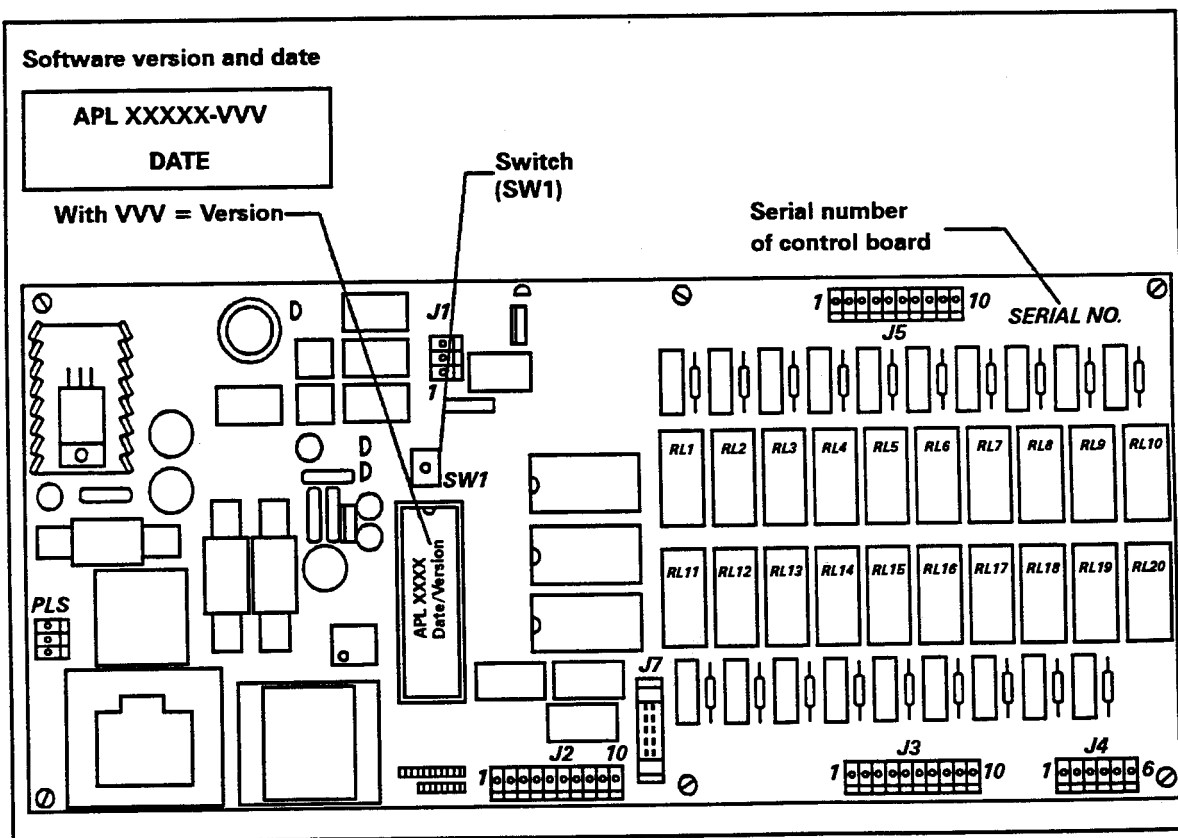 Software version and date
APL XXXXX-VVV
DATE
With VVV = Version
Switch
(SW1)
Serial number
of control board
J1
1
1 10
J5
SERIAL NO.
RL1 RL2 RL3 RL4 RL5 RL6 RL7 RL8 RL9 RL10
SW1
APL XXXX
Date/Version
RL11 RL12 RL13 RL14 RL15 RL16 RL17 RL18 RL19 RL20
PLS
J7
J2 10
1
J3
1 10
J4
1 6